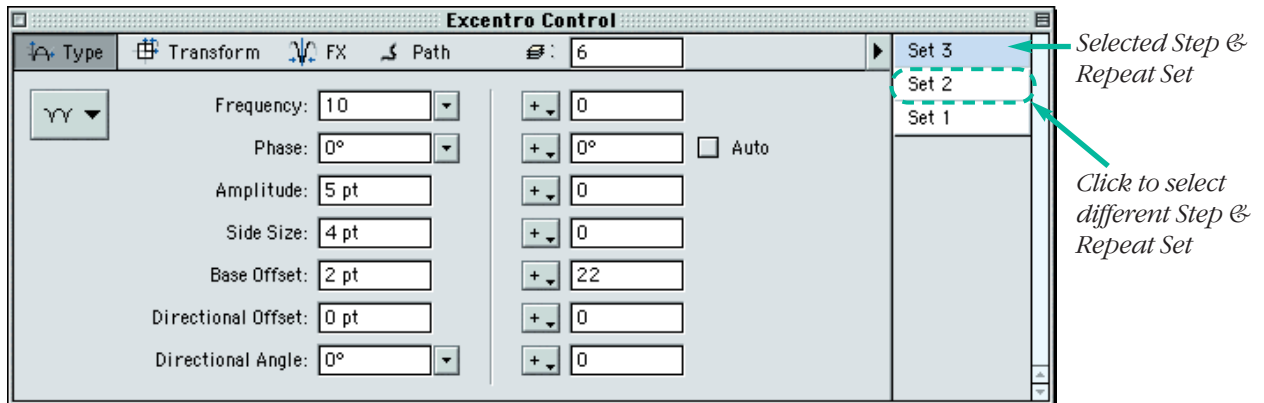 Excentro Control
Type Transform FX Path : 6
Set 3
Set 2
Set 1
Frequency: 10 + 0
Phase: 0° + 0° Auto
Amplitude: 5 pt + 0
Side Size: 4 pt + 0
Base Offset: 2 pt + 22
Directional Offset: 0 pt + 0
Directional Angle: 0° + 0
Selected Step &
Repeat Set
Click to select
different Step &
Repeat Set